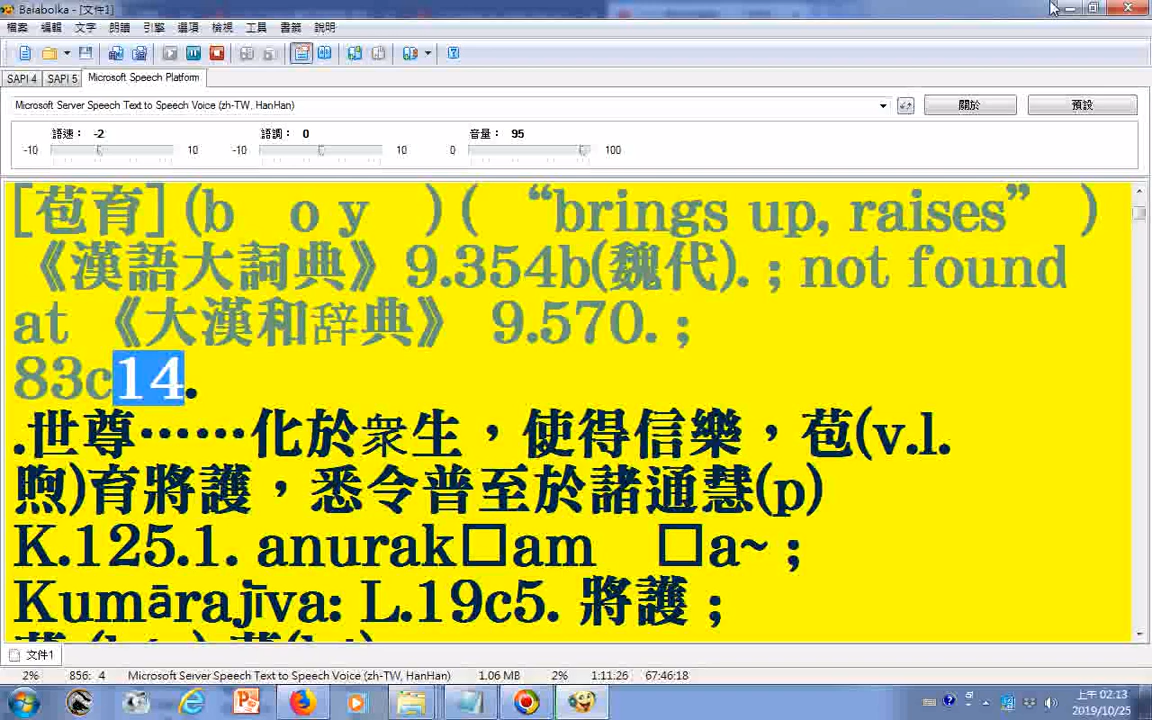 Balabolka - [文件1]
檔案 編輯 文字 朗讀 引擎 選項 檢視 工具 書籤 說明
SAPI 4 SAPI 5 Microsoft Speech Platform
Microsoft Server Speech Text to Speech Voice (zh-TW, HanHan) 關於 預設
語速： -2 語調： 0 音量： 95
-10 10 -10 10 0 100
[苞育] (b o y ) ( “brings up, raises” )
《漢語大詞典》 9.354b(魏代). ; not found
at 《大漢和辞典》 9.570. ;
83c14.
.世尊……化於衆生，使得信樂，苞(v.l.
煦)育將護，悉令普至於諸通慧(p)
K.125.1. anurak□am □a~ ;
Kumārajīva: L.19c5. 將護 ;
文件1
2% 856: 4 Microsoft Server Speech Text to Speech Voice (zh-TW, HanHan) 1.06 MB 2% 1:11:26 67:46:18
上午 02:13
2019/10/25